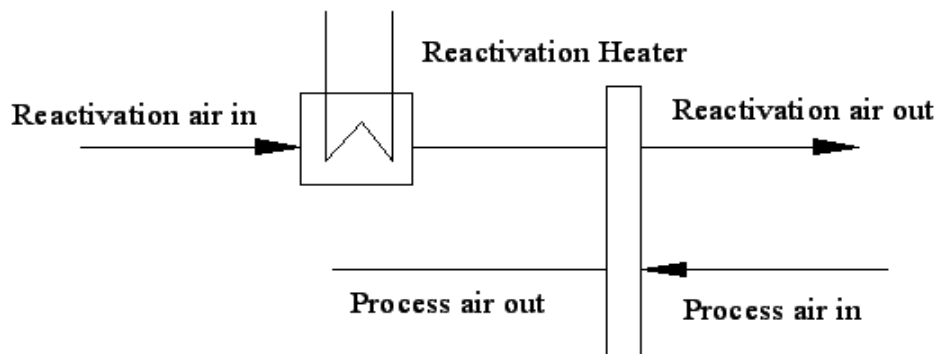 Reactivation Heater
Reactivation air in
Reactivation air out
Process air out
Process air in